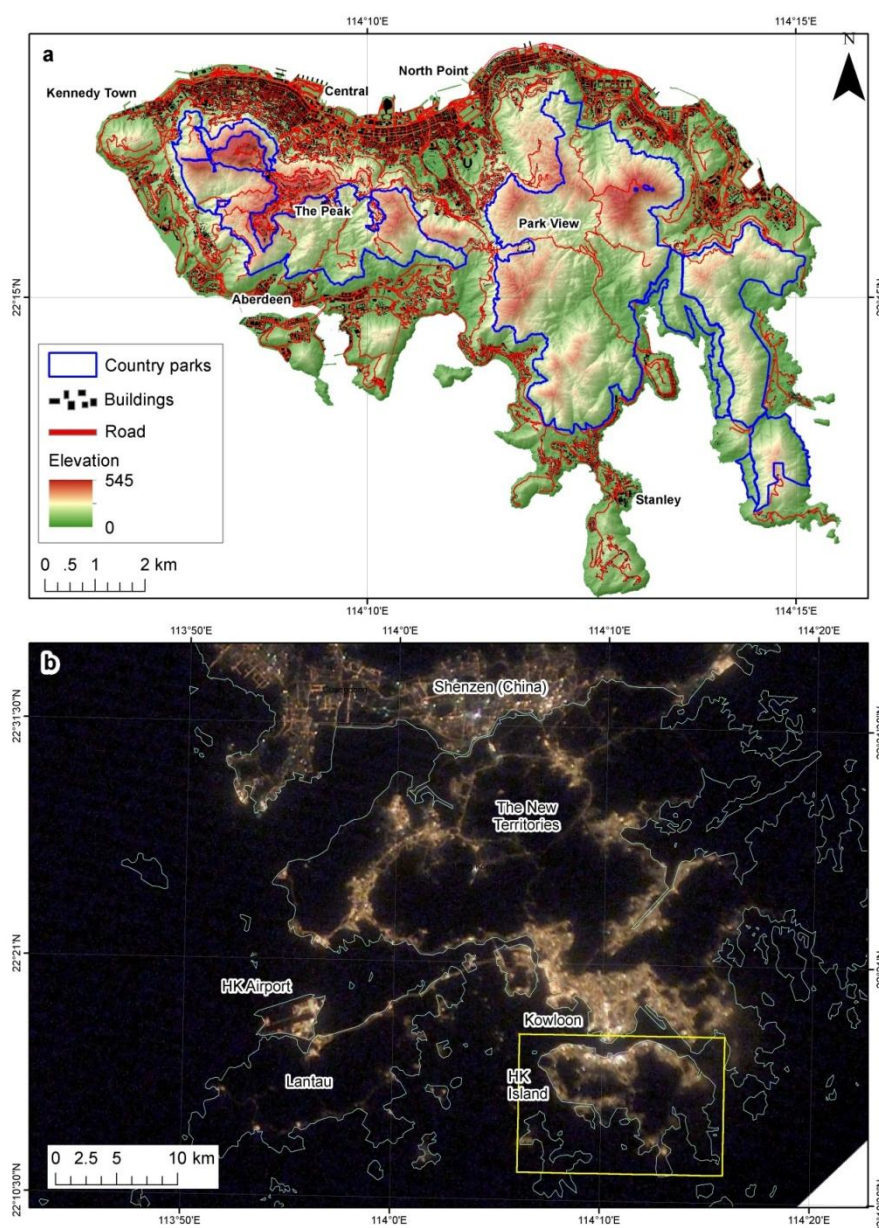 114°10'E
114°15'E
a
N
Kennedy Town
Central
North Point
The Peak
Park View
22°15'N
Aberdeen
Stanley
Country parks
Buildings
Road
Elevation
545
0
0 .5 1 2 km
114°10'E
114°15'E
113°50'E
114°0'E
114°10'E
114°20'E
b
Shenzen (China)
22°31'30"N
The New
Territories
22°21'N
HK Airport
Kowloon
Lantau
HK
Island
0 2.5 5 10 km
22°10'30"N
113°50'E
114°0'E
114°10'E
114°20'E